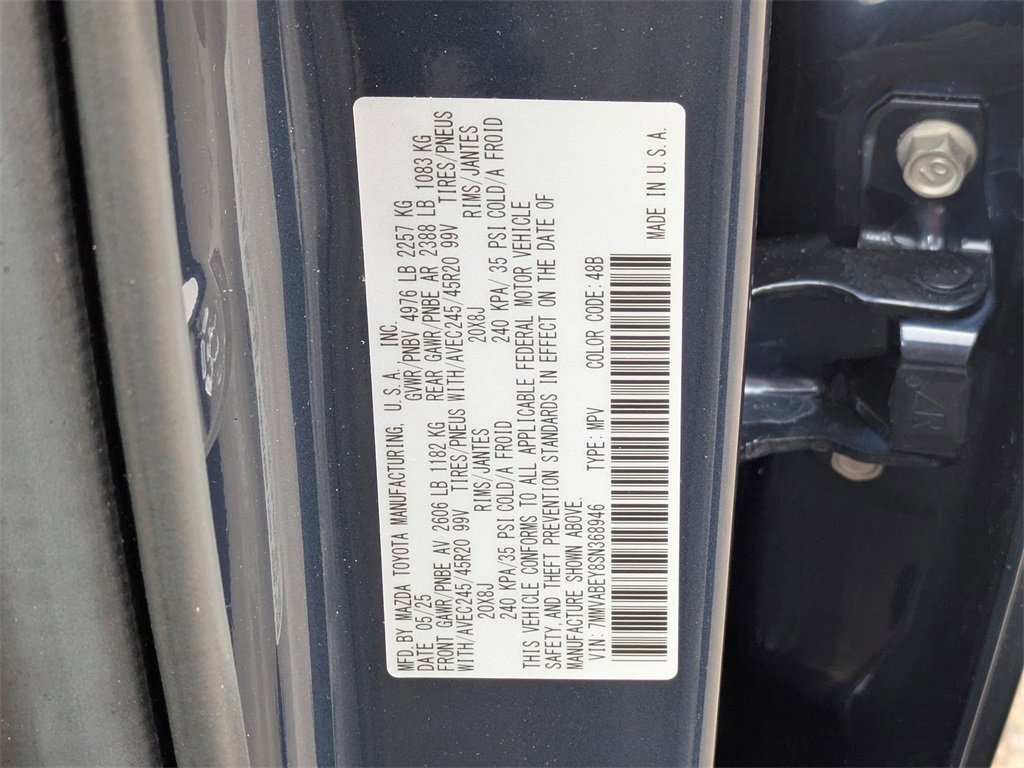 MFD.BY MAZDA TOYOTA MANUFACTURING, U.S.A., INC.
DATE 05/25 GVWR/PNBV 4976 LB 2257 KG
FRONT GAWR/PNBE AV 2606 LB 1182 KG REAR GAWR/PNBE AR 2388 LB 1083 KG
WITH/AVEC245/45R20 99V TIRES/PNEUS WITH/AVEC245/45R20 99V TIRES/PNEUS
20X8J RIMS/JANTES 20X8J RIMS/JANTES
240 KPA/35 PSI COLD/A FROID 240 KPA/35 PSI COLD/A FROID
THIS VEHICLE CONFORMS TO ALL APPLICABLE FEDERAL MOTOR VEHICLE
SAFETY, AND THEFT PREVENTION STANDARDS IN EFFECT ON THE DATE OF
MANUFACTURE SHOWN ABOVE.
VIN: 7MMVABEY8SN368946 TYPE: MPV COLOR CODE: 48B
MADE IN U.S.A.